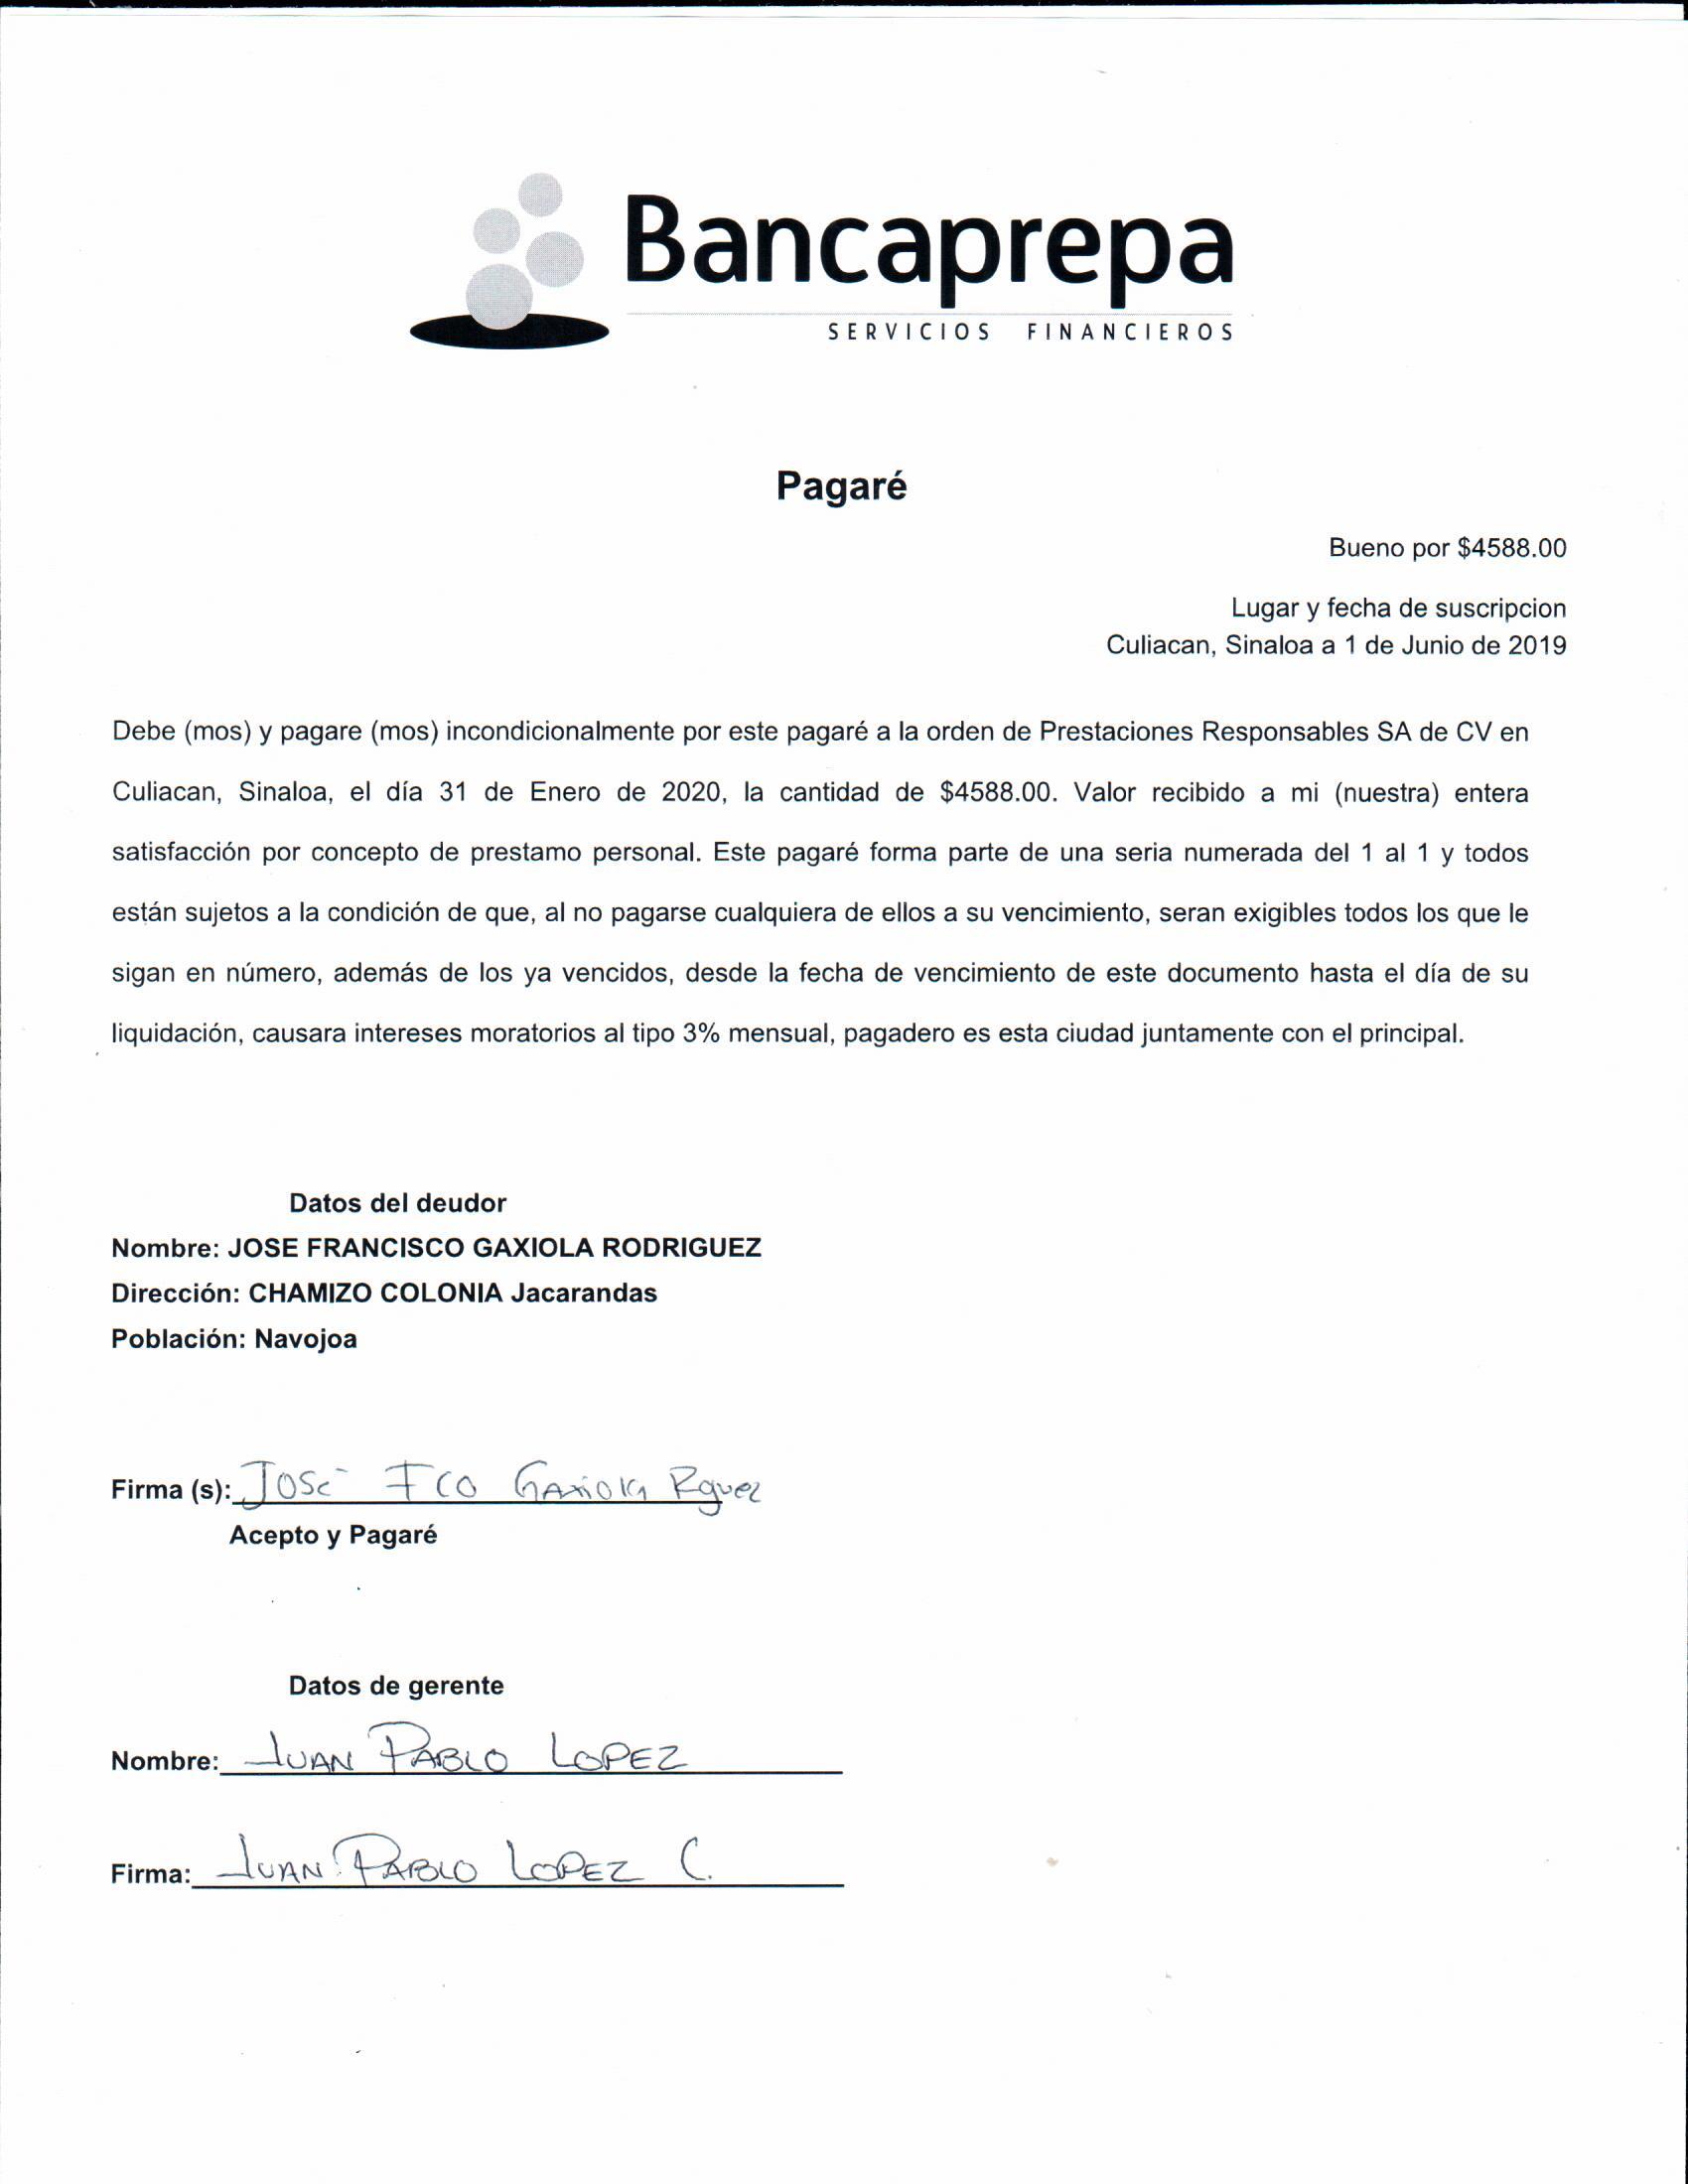 Bancaprepa
SERVICIOS FINANCIEROS
Pagaré
Bueno por $4588.00
Lugar y fecha de suscripcion
Culiacan, Sinaloa a 1 de Junio de 2019
Debe (mos) y pagare (mos) incondicionalmente por este pagaré a la orden de Prestaciones Responsables SA de CV en
Culiacan, Sinaloa, el día 31 de Enero de 2020, la cantidad de $4588.00. Valor recibido a mi (nuestra) entera
satisfacción por concepto de prestamo personal. Este pagaré forma parte de una seria numerada del 1 al 1 y todos
están sujetos a la condición de que, al no pagarse cualquiera de ellos a su vencimiento, seran exigibles todos los que le
sigan en número, además de los ya vencidos, desde la fecha de vencimiento de este documento hasta el día de su
liquidación, causara intereses moratorios al tipo 3% mensual, pagadero es esta ciudad juntamente con el principal.
Datos del deudor
Nombre: JOSE FRANCISCO GAXIOLA RODRIGUEZ
Dirección: CHAMIZO COLONIA Jacarandas
Población: Navojoa
Firma (s): José Fco Gaxiola Rguez
Acepto y Pagaré
Datos de gerente
Nombre: JUAN PABLO LOPEZ
Firma: JUAN PABLO LOPEZ C.